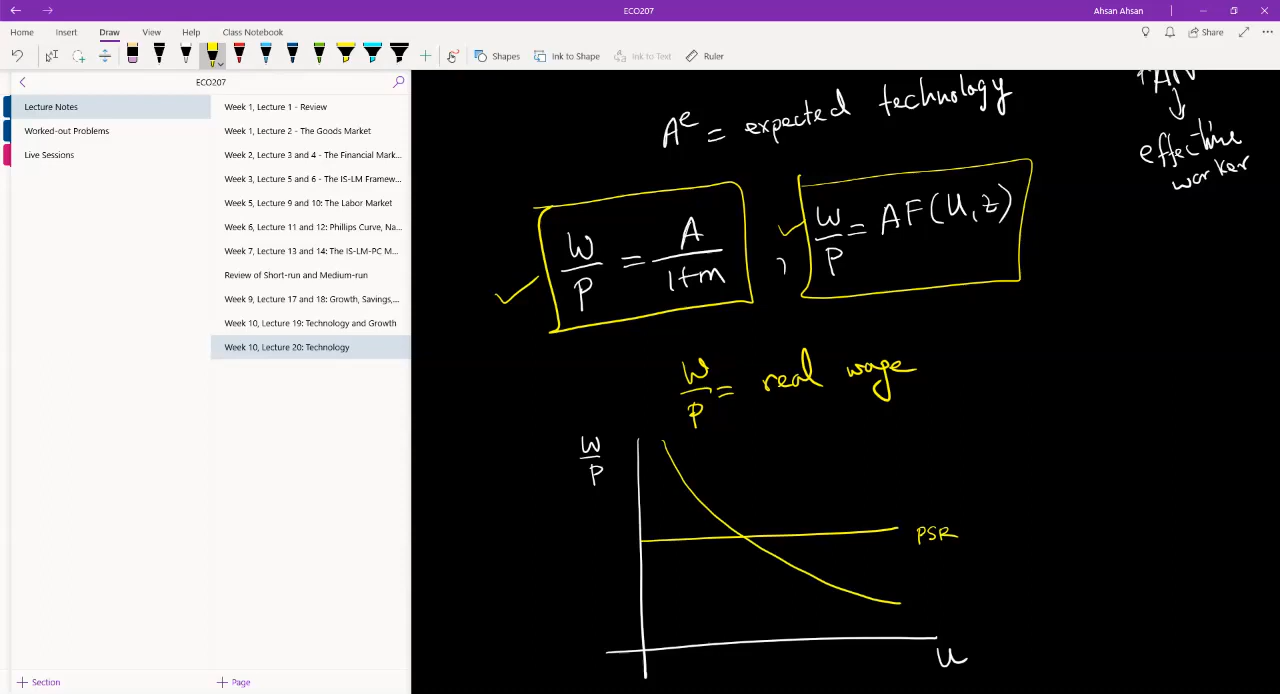 ECO207
Ahsan Ahsan
Home Insert Draw View Help Class Notebook
Share
Shapes Ink to Shape Ink to Text Ruler
ECO207
Lecture Notes
Worked-out Problems
Live Sessions
Week 1, Lecture 1 - Review
Week 1, Lecture 2 - The Goods Market
Week 2, Lecture 3 and 4 - The Financial Mark...
Week 3, Lecture 5 and 6 - The IS-LM Framew...
Week 5, Lecture 9 and 10: The Labor Market
Week 6, Lecture 11 and 12: Phillips Curve, Na...
Week 7, Lecture 13 and 14: The IS-LM-PC M...
Review of Short-run and Medium-run
Week 9, Lecture 17 and 18: Growth, Savings,...
Week 10, Lecture 19: Technology and Growth
Week 10, Lecture 20: Technology
+ Section
+ Page
A^e = expected technology
↑AN
↓
effective
worker
W/P = A/(1+m) , W/P = AF(u,z)
W/P = real wage
W/P
PSR
u